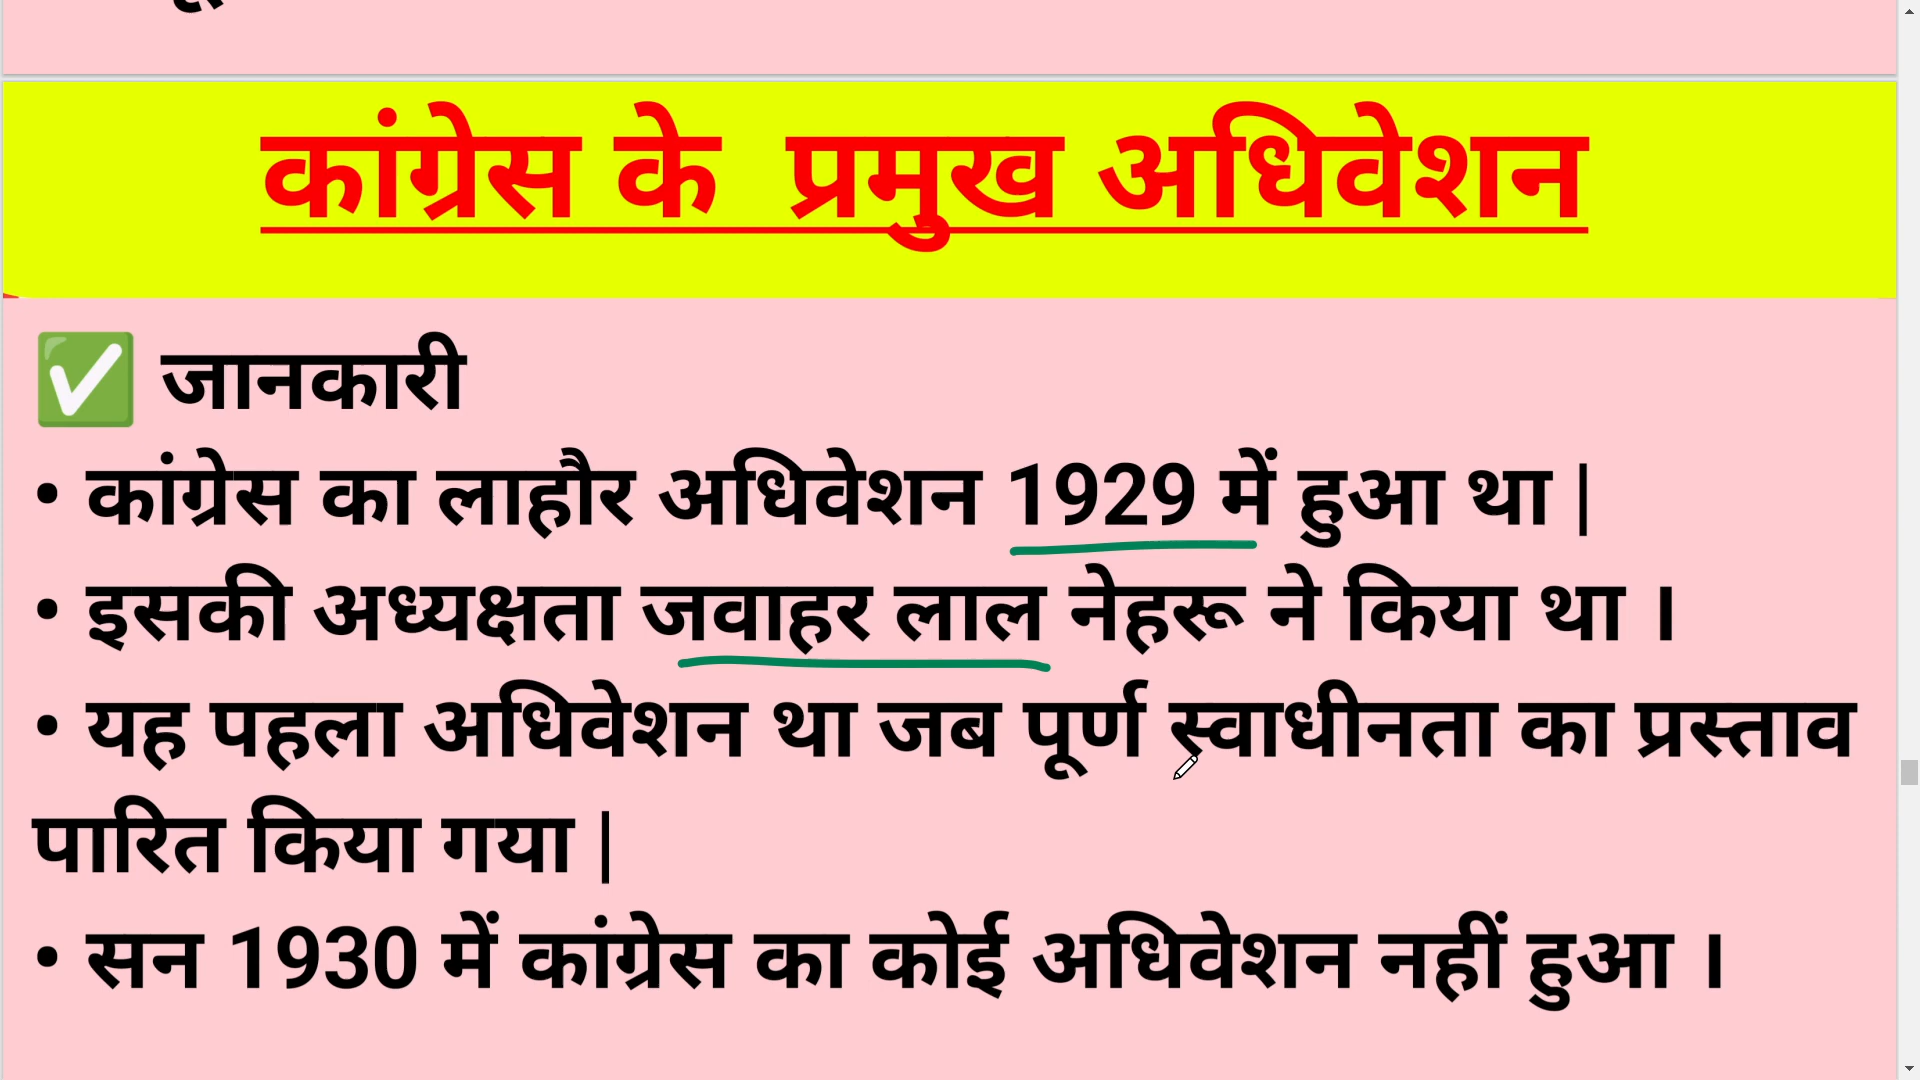 कांग्रेस के प्रमुख अधिवेशन
✅ जानकारी
• कांग्रेस का लाहौर अधिवेशन 1929 में हुआ था |
• इसकी अध्यक्षता जवाहर लाल नेहरू ने किया था ।
• यह पहला अधिवेशन था जब पूर्ण स्वाधीनता का प्रस्ताव
पारित किया गया |
• सन 1930 में कांग्रेस का कोई अधिवेशन नहीं हुआ ।